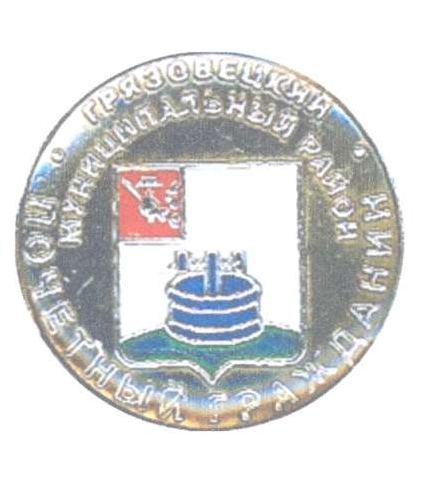 ГРЯЗОВЕЦКИЙ
МУНИЦИПАЛЬНЫЙ РАЙОН
ПОЧЕТНЫЙ ГРАЖДАНИН